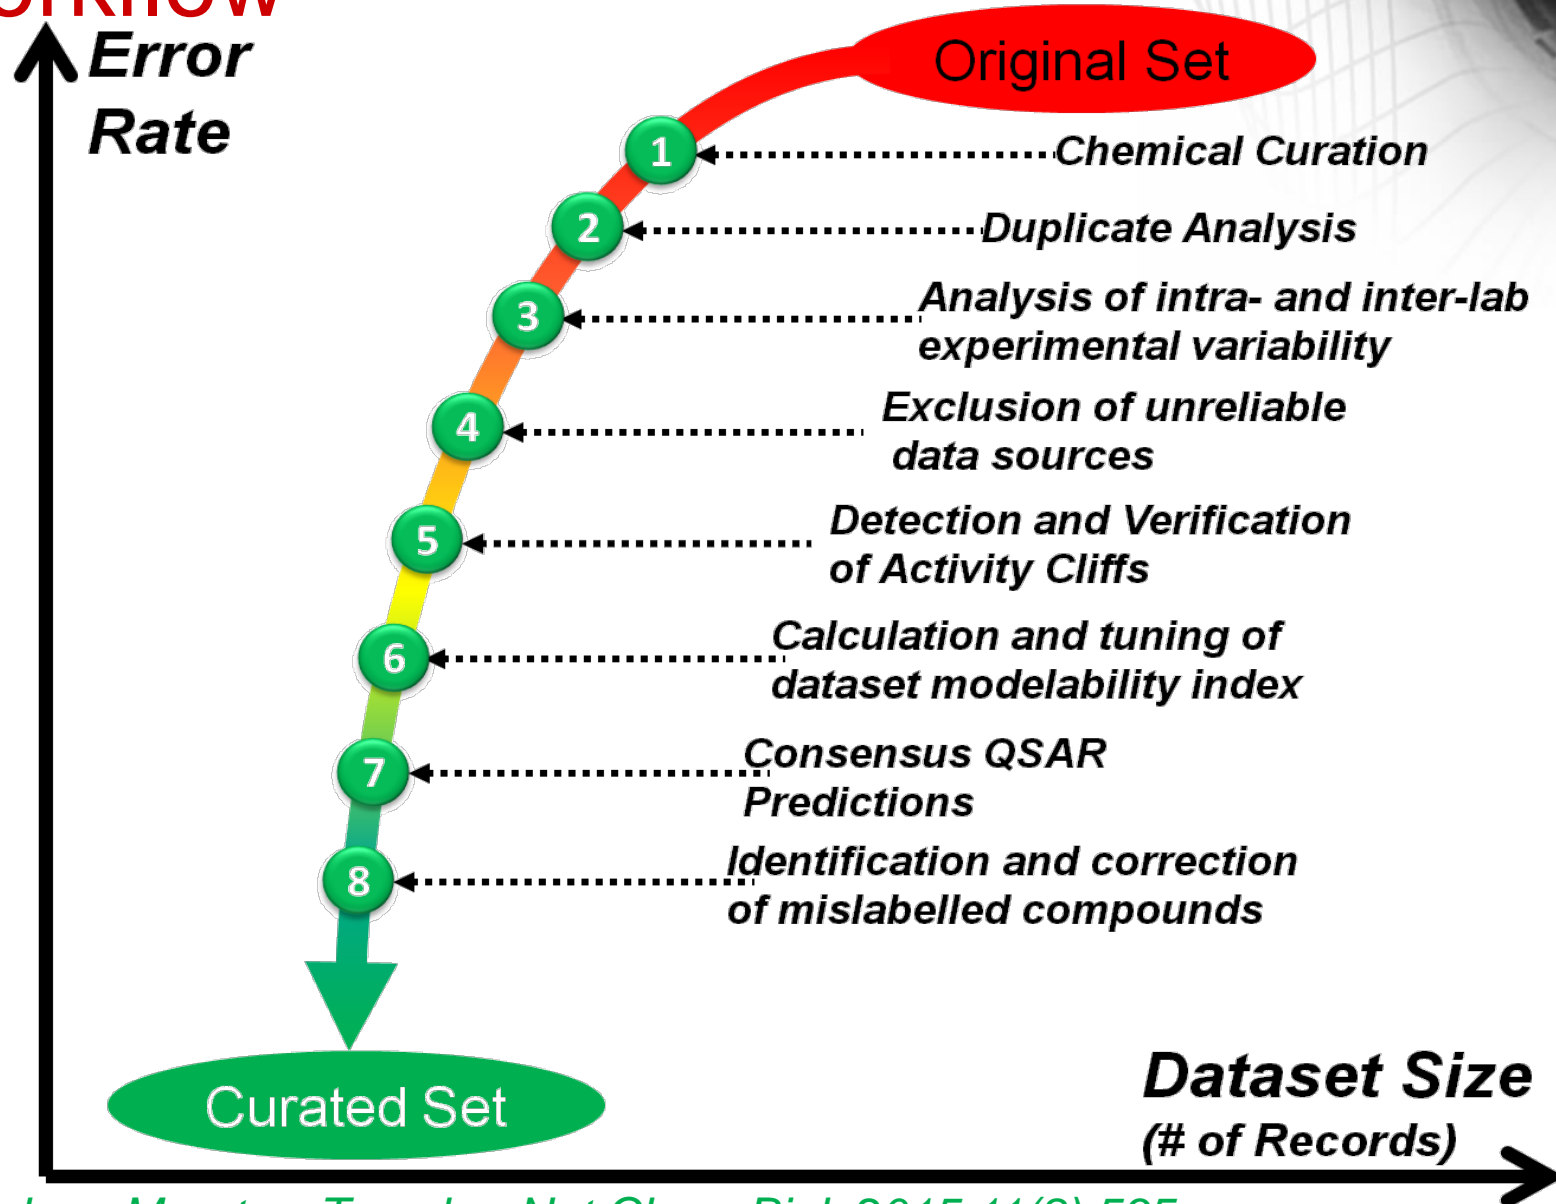 Error
Rate
Original Set
1
Chemical Curation
2
Duplicate Analysis
3
Analysis of intra- and inter-lab
experimental variability
4
Exclusion of unreliable
data sources
5
Detection and Verification
of Activity Cliffs
6
Calculation and tuning of
dataset modelability index
7
Consensus QSAR
Predictions
8
Identification and correction
of mislabelled compounds
Curated Set
Dataset Size
(# of Records)